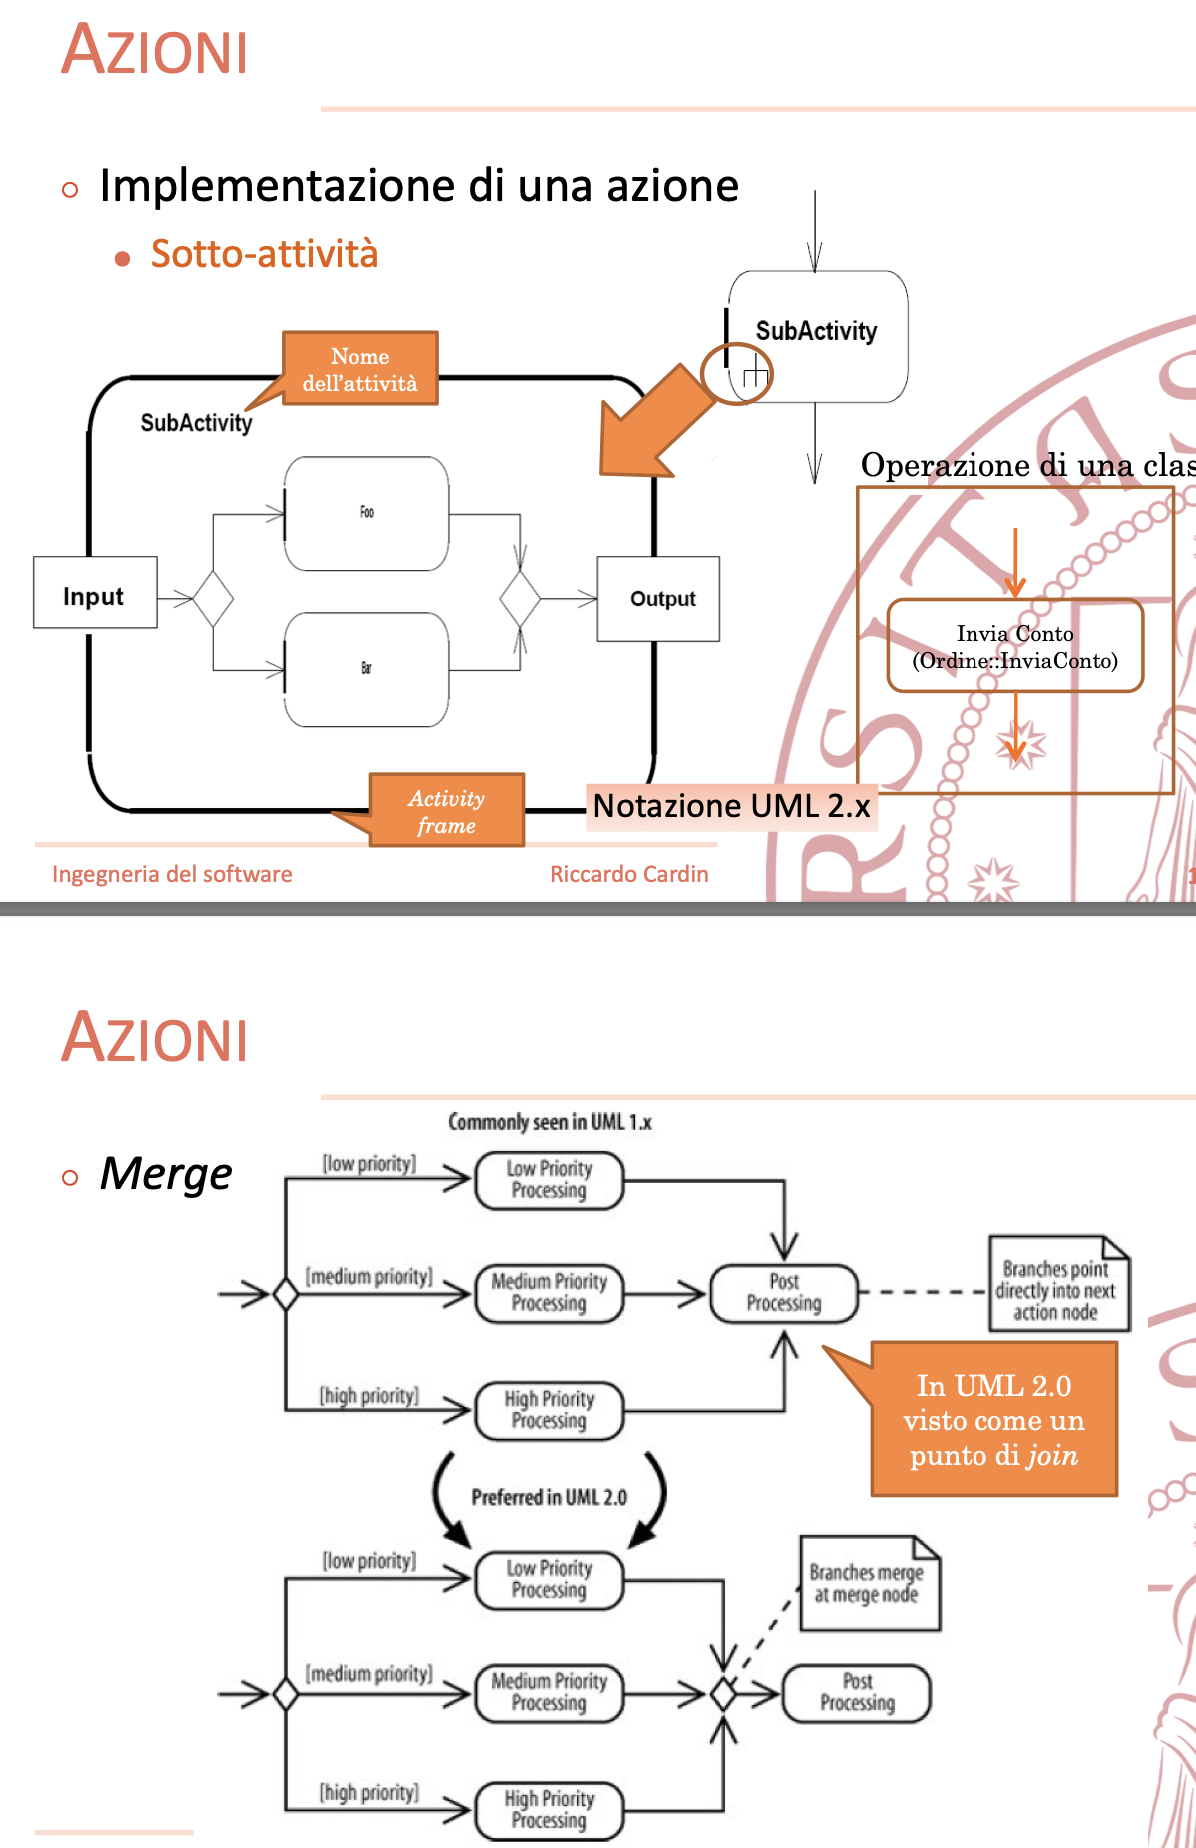 AZIONI
Implementazione di una azione
Sotto-attività
SubActivity
Nome
dell'attività
SubActivity
Foo
Input
Output
Bar
Operazione di una clas
Invia Conto
(Ordine::InviaConto)
Activity
frame
Notazione UML 2.x
Ingegneria del software
Riccardo Cardin
1
AZIONI
Commonly seen in UML 1.x
Merge
[low priority]
Low Priority
Processing
[medium priority]
Medium Priority
Processing
Post
Processing
Branches point
directly into next
action node
[high priority]
High Priority
Processing
In UML 2.0
visto come un
punto di join
Preferred in UML 2.0
[low priority]
Low Priority
Processing
Branches merge
at merge node
[medium priority]
Medium Priority
Processing
Post
Processing
[high priority]
High Priority
Processing